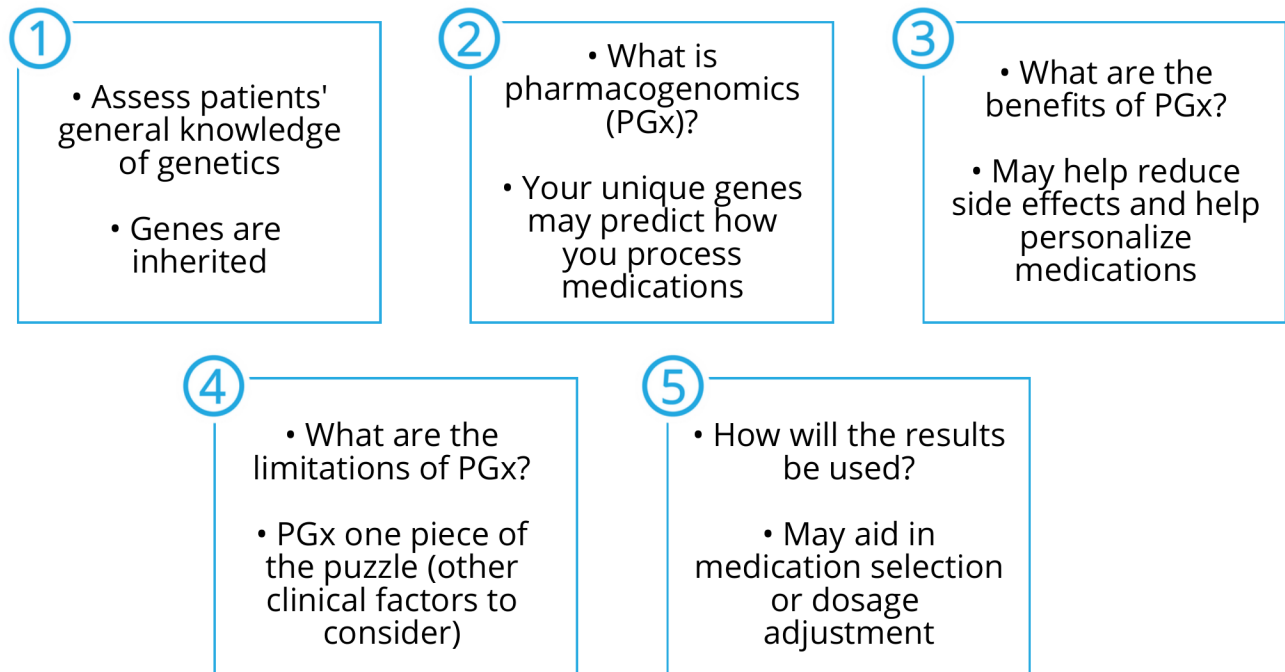 1
• Assess patients'
general knowledge
of genetics
• Genes are
inherited
2
• What is
pharmacogenomics
(PGx)?
• Your unique genes
may predict how
you process
medications
3
• What are the
benefits of PGx?
• May help reduce
side effects and help
personalize
medications
4
• What are the
limitations of PGx?
• PGx one piece of
the puzzle (other
clinical factors to
consider)
5
• How will the results
be used?
• May aid in
medication selection
or dosage
adjustment